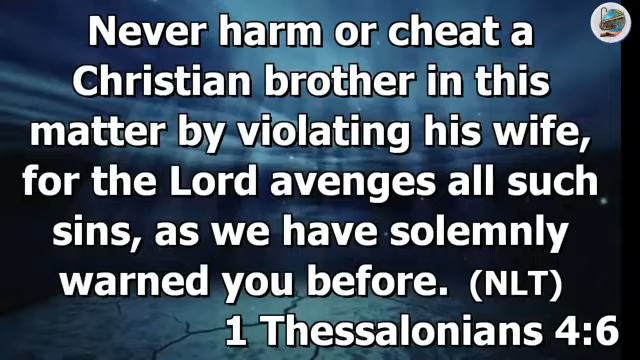 Never harm or cheat a
Christian brother in this
matter by violating his wife,
for the Lord avenges all such
sins, as we have solemnly
warned you before. (NLT)
1 Thessalonians 4:6